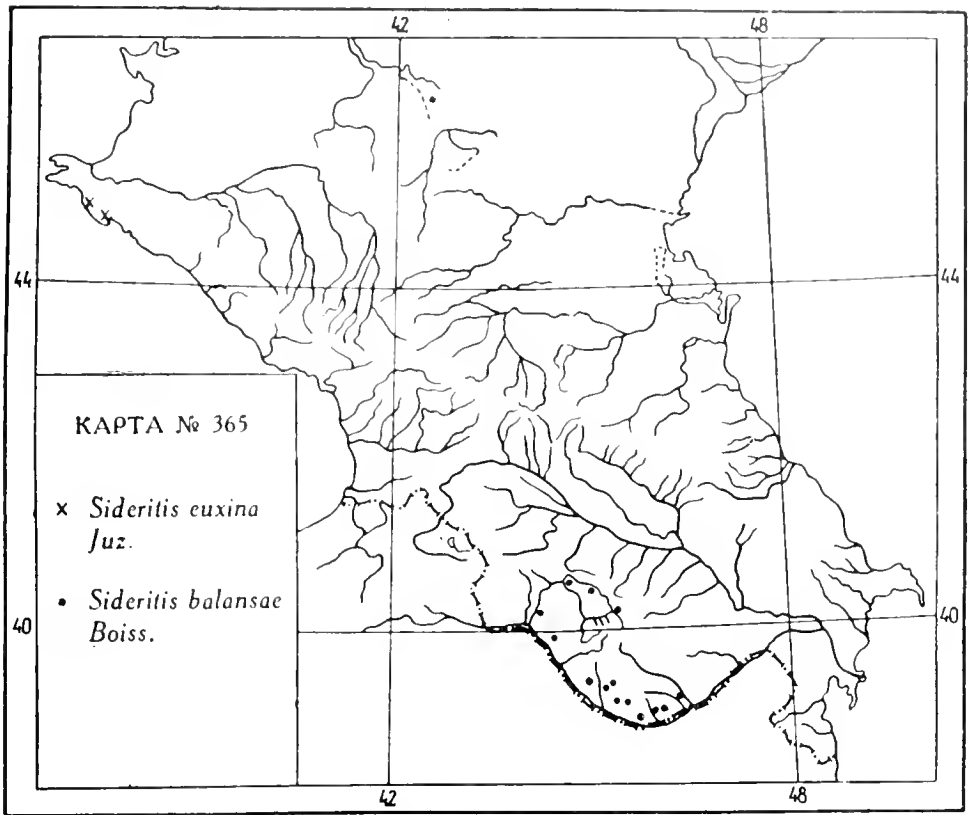 42 48
44 44
КАРТА № 365
× Sideritis euxina
Juz.
• Sideritis balansae
Boiss.
40 40
42 48